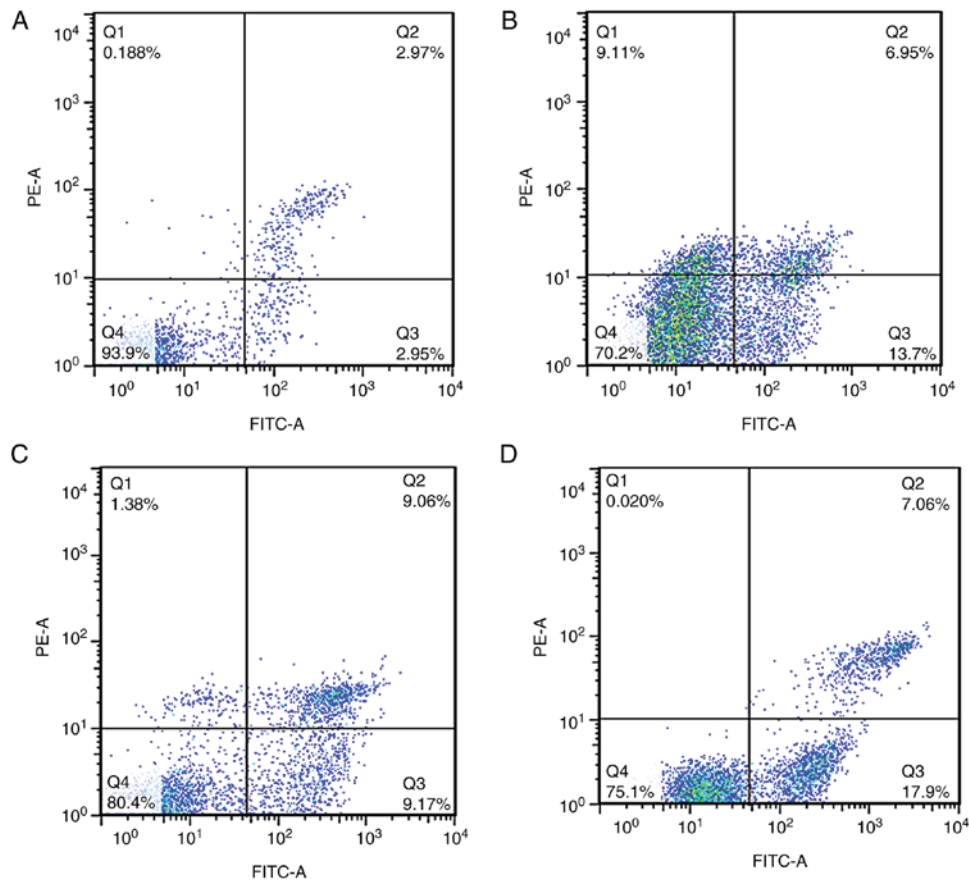 A
Q1
0.188%
Q2
2.97%
10^4
10^3
10^2
10^1
10^0
PE-A
Q4
93.9%
Q3
2.95%
10^0
10^1
10^2
10^3
10^4
FITC-A
B
Q1
9.11%
Q2
6.95%
10^4
10^3
10^2
10^1
10^0
PE-A
Q4
70.2%
Q3
13.7%
10^0
10^1
10^2
10^3
10^4
FITC-A
C
Q1
1.38%
Q2
9.06%
10^4
10^3
10^2
10^1
10^0
PE-A
Q4
80.4%
Q3
9.17%
10^0
10^1
10^2
10^3
10^4
FITC-A
D
Q1
0.020%
Q2
7.06%
10^4
10^3
10^2
10^1
10^0
PE-A
Q4
75.1%
Q3
17.9%
10^0
10^1
10^2
10^3
10^4
FITC-A